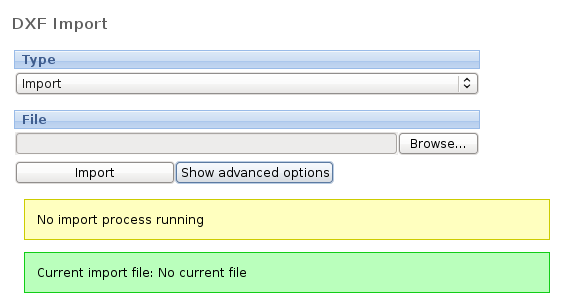 DXF Import
Type
Import
File
Browse...
Import
Show advanced options
No import process running
Current import file: No current file